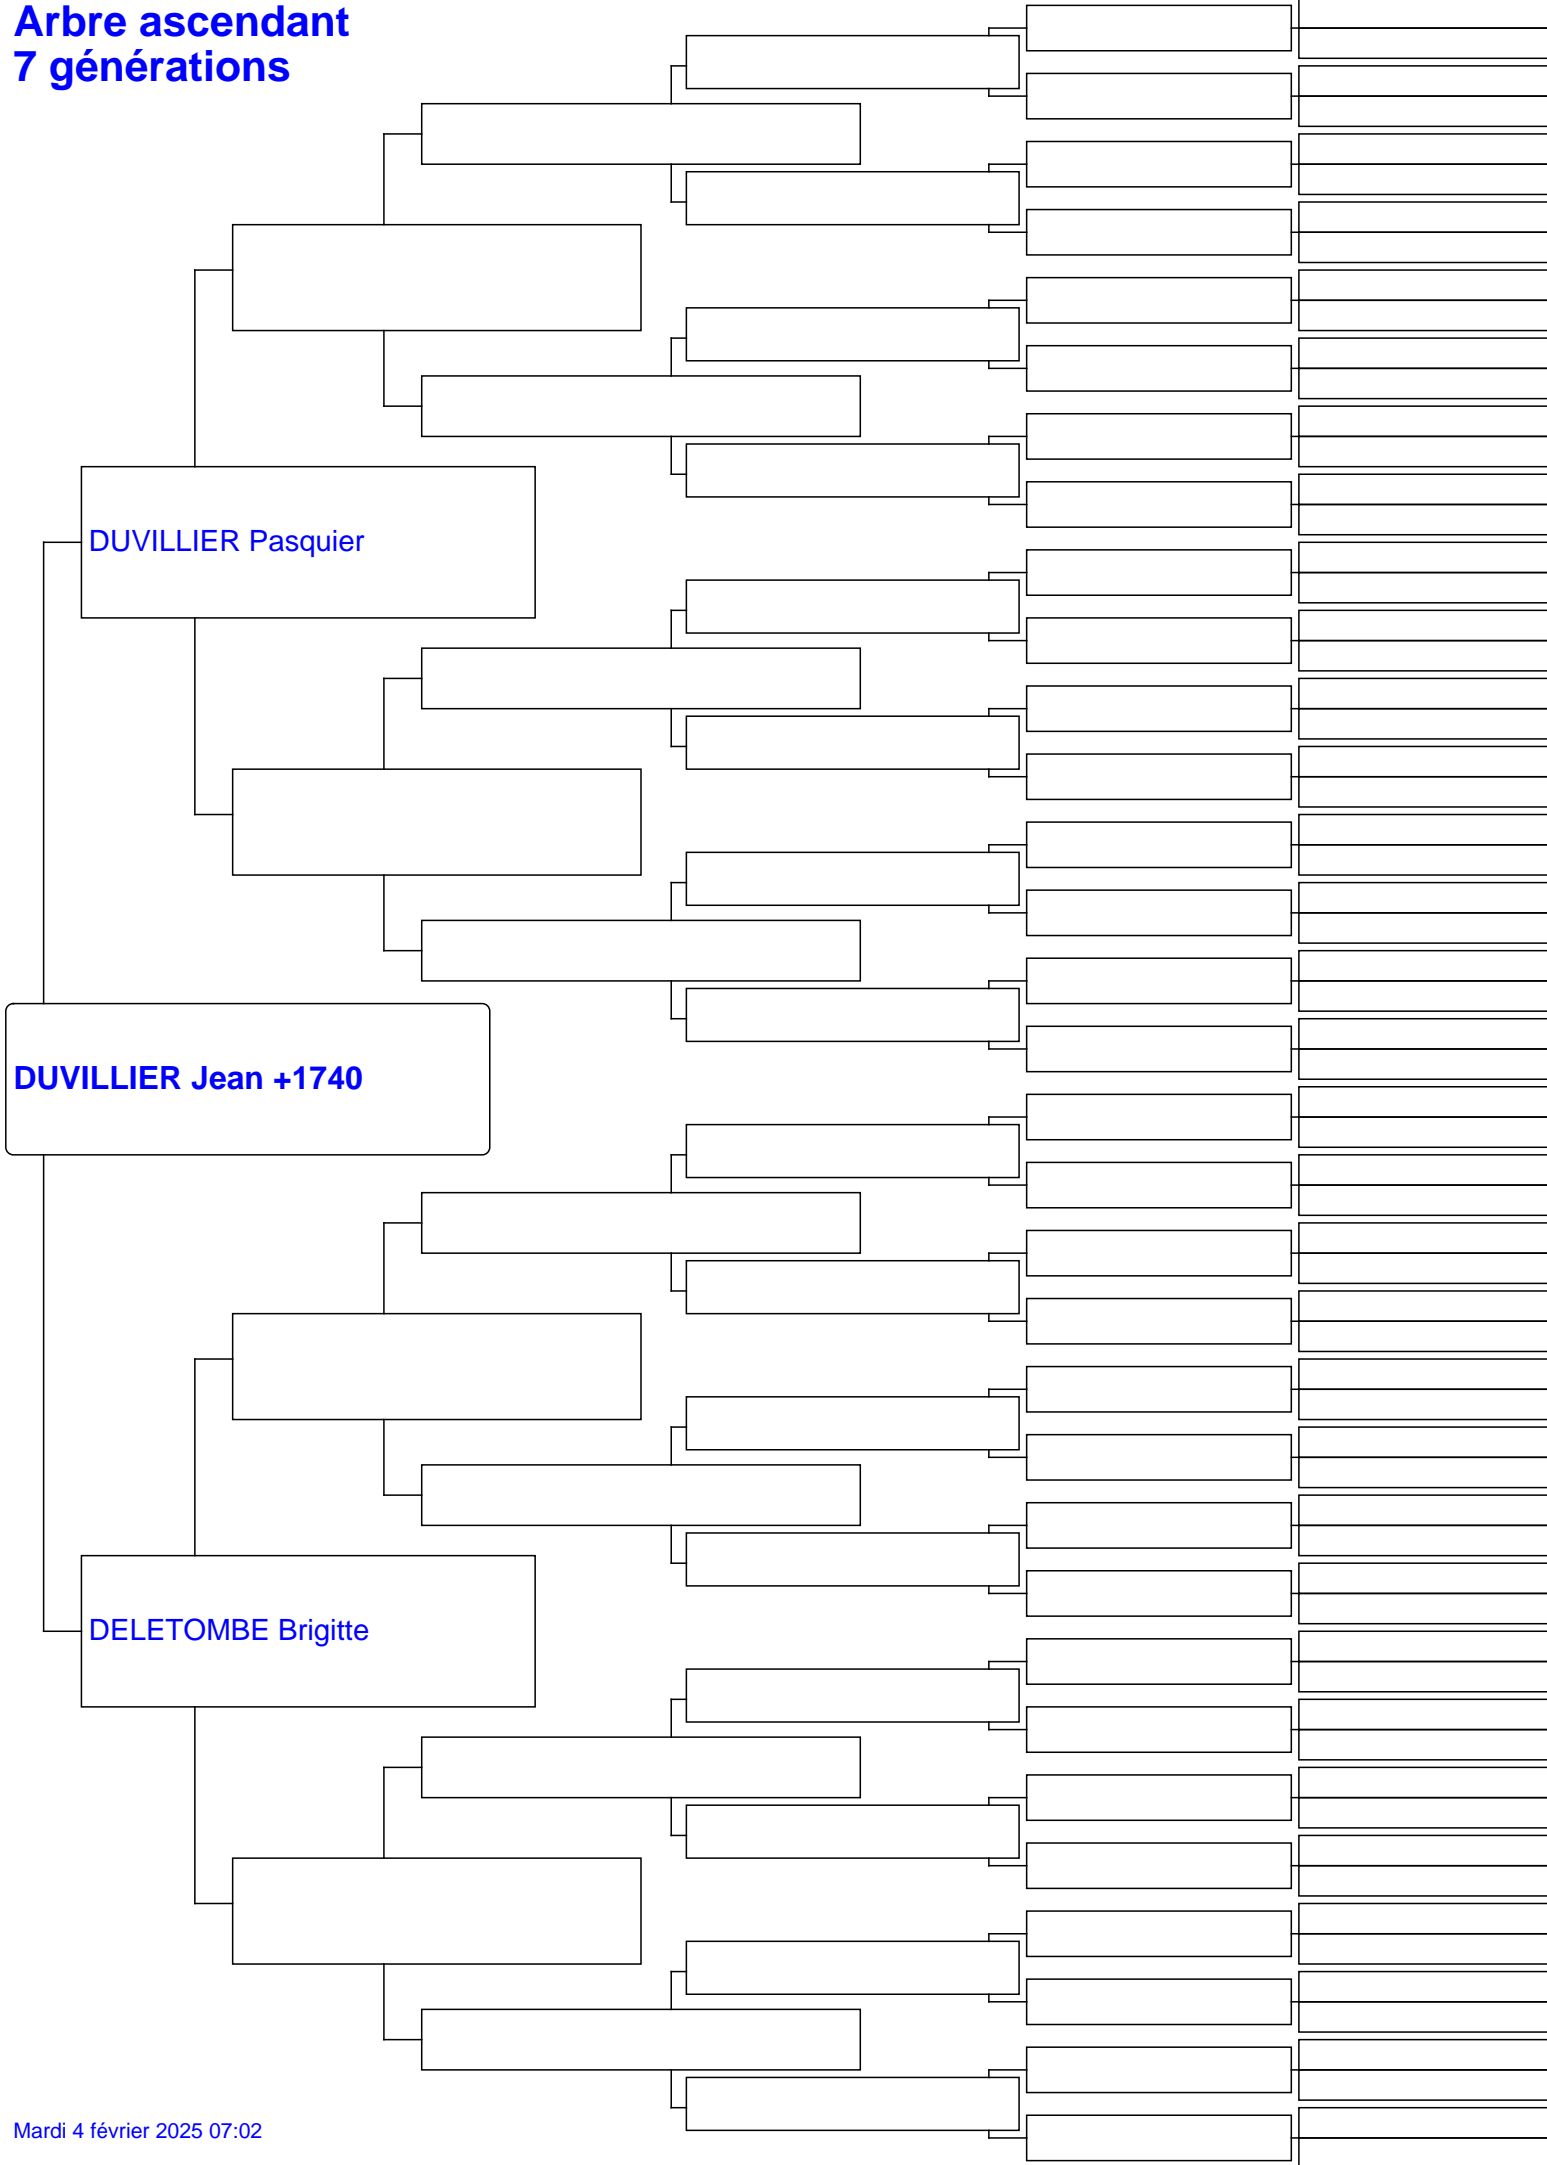 Arbre ascendant
7 générations
DUVILLIER Pasquier
DUVILLIER Jean +1740
DELETOMBE Brigitte
Mardi 4 février 2025 07:02